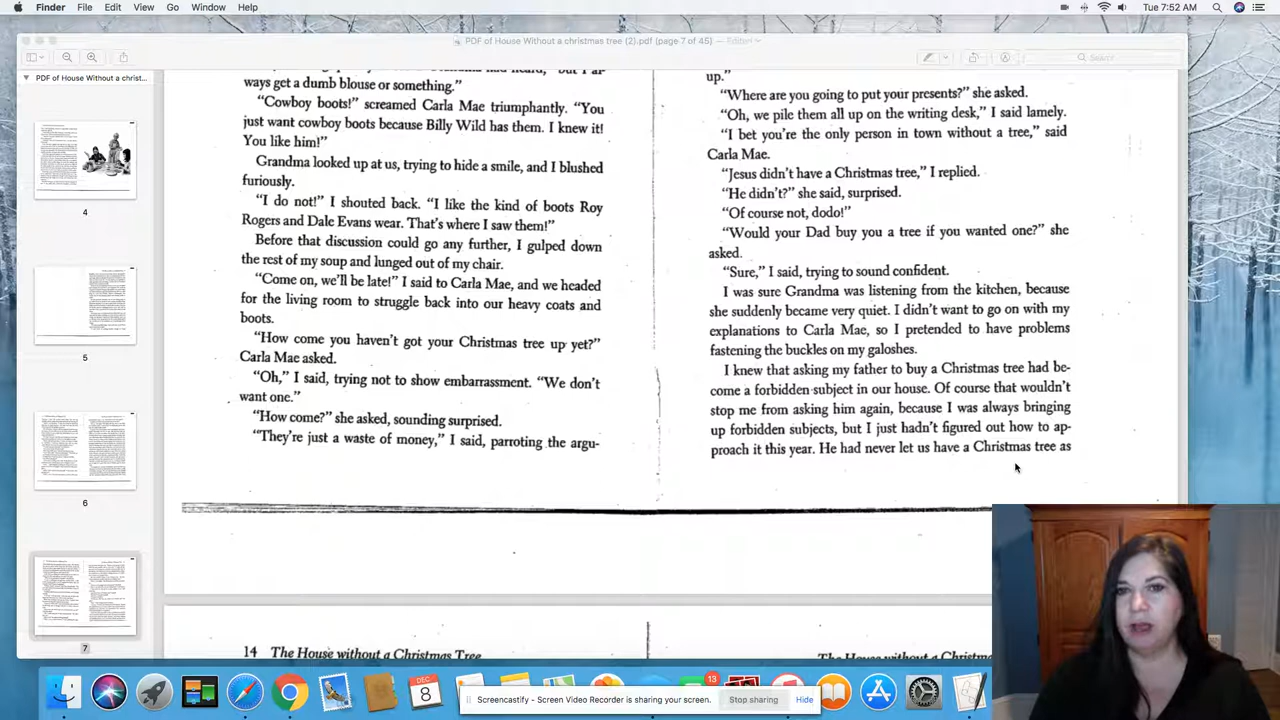 Finder File Edit View Go Window Help
Tue 7:52 AM
PDF of House Without a christmas tree (2).pdf (page 7 of 45) — Edited
Search
PDF of House Without a christ...
4
5
6
7
ways get a dumb blouse or something."
"Cowboy boots!" screamed Carla Mae triumphantly. "You
just want cowboy boots because Billy Wild has them. I knew it!
You like him!"
Grandma looked up at us, trying to hide a smile, and I blushed
furiously.
"I do not!" I shouted back. "I like the kind of boots Roy
Rogers and Dale Evans wear. That's where I saw them!"
Before that discussion could go any further, I gulped down
the rest of my soup and lunged out of my chair.
"Come on, we'll be late!" I said to Carla Mae, and we headed
for the living room to struggle back into our heavy coats and
boots.
"How come you haven't got your Christmas tree up yet?"
Carla Mae asked.
"Oh," I said, trying not to show embarrassment. "We don't
want one."
"How come?" she asked, sounding surprised.
"They're just a waste of money," I said, parroting the argu-
up."
"Where are you going to put your presents?" she asked.
"Oh, we pile them all up on the writing desk," I said lamely.
"I bet you're the only person in town without a tree," said
Carla Mae.
"Jesus didn't have a Christmas tree," I replied.
"He didn't?" she said, surprised.
"Of course not, dodo!"
"Would your Dad buy you a tree if you wanted one?" she
asked.
"Sure," I said, trying to sound confident.
I was sure Grandma was listening from the kitchen, because
she suddenly became very quiet. I didn't want to go on with my
explanations to Carla Mae, so I pretended to have problems
fastening the buckles on my galoshes.
I knew that asking my father to buy a Christmas tree had be-
come a forbidden subject in our house. Of course that wouldn't
stop me from asking him again, because I was always bringing
up forbidden subjects, but I just hadn't figured out how to ap-
proach it this year. He had never let us have a Christmas tree as
14 The House without a Christmas Tree
The House without a Christm
DEC
8
13
Screencastify - Screen Video Recorder is sharing your screen.
Stop sharing
Hide